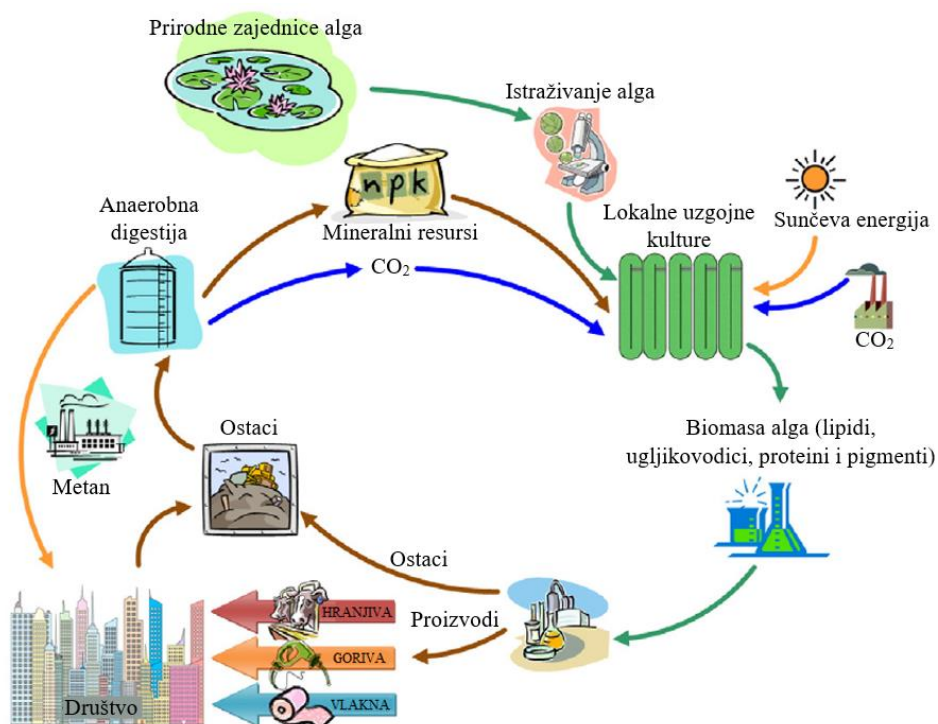 Prirodne zajednice alga
Istraživanje alga
npk
Mineralni resursi
Anaerobna
digestija
CO₂
Lokalne uzgojne
kulture
Sunčeva energija
CO₂
Biomasa alga (lipidi,
ugljikovodici, proteini i pigmenti)
Ostaci
Metan
Ostaci
Proizvodi
HRANJIVA
GORIVA
VLAKNA
Društvo